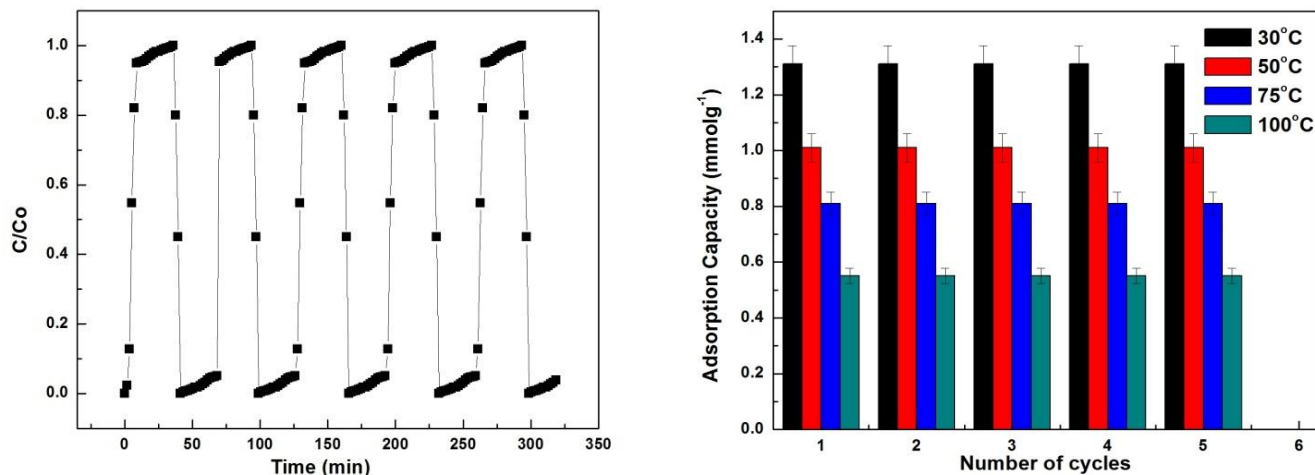 1.0
0.8
0.6
0.4
0.2
0.0
C/Co
0 50 100 150 200 250 300 350
Time (min)
1.4
1.2
1.0
0.8
0.6
0.4
0.2
0.0
Adsorption Capacity (mmolg⁻¹)
30°C
50°C
75°C
100°C
1 2 3 4 5 6
Number of cycles